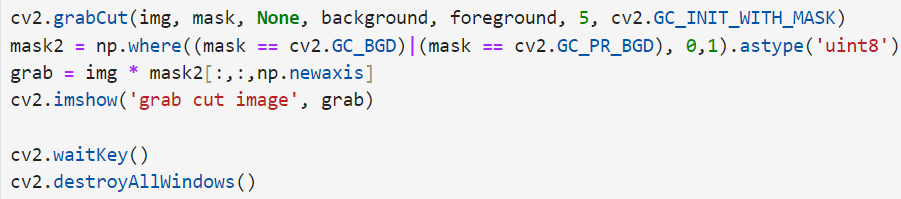 cv2.grabCut(img, mask, None, background, foreground, 5, cv2.GC_INIT_WITH_MASK)
mask2 = np.where((mask == cv2.GC_BGD)|(mask == cv2.GC_PR_BGD), 0,1).astype('uint8')
grab = img * mask2[:,:,np.newaxis]
cv2.imshow('grab cut image', grab)
cv2.waitKey()
cv2.destroyAllWindows()